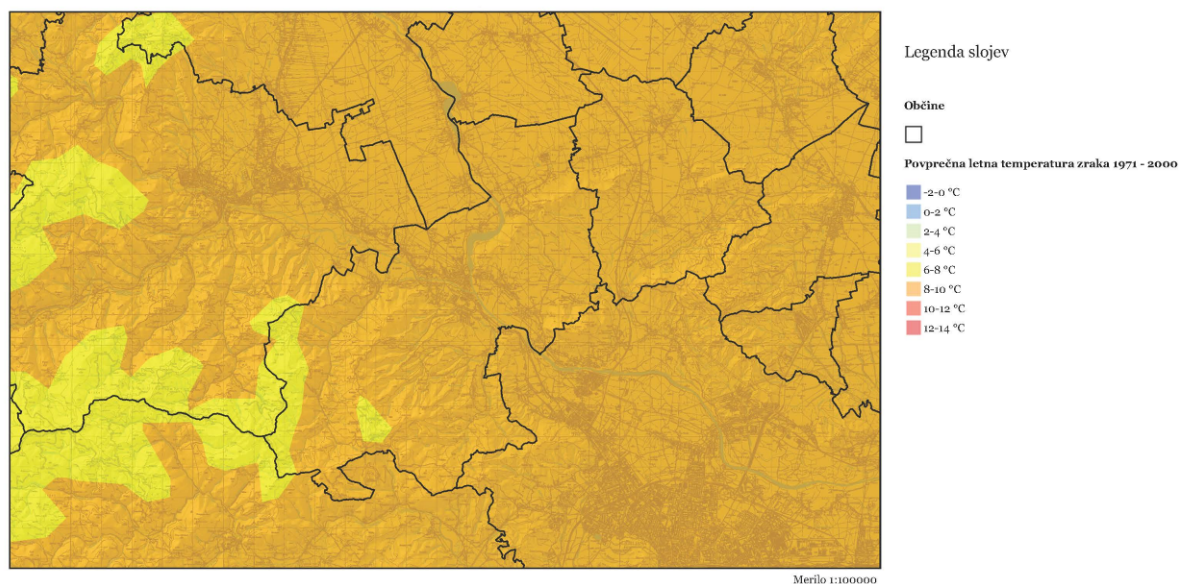 Legenda slojev
Občine
Povprečna letna temperatura zraka 1971 - 2000
-2-0 °C
0-2 °C
2-4 °C
4-6 °C
6-8 °C
8-10 °C
10-12 °C
12-14 °C
Merilo 1:100000